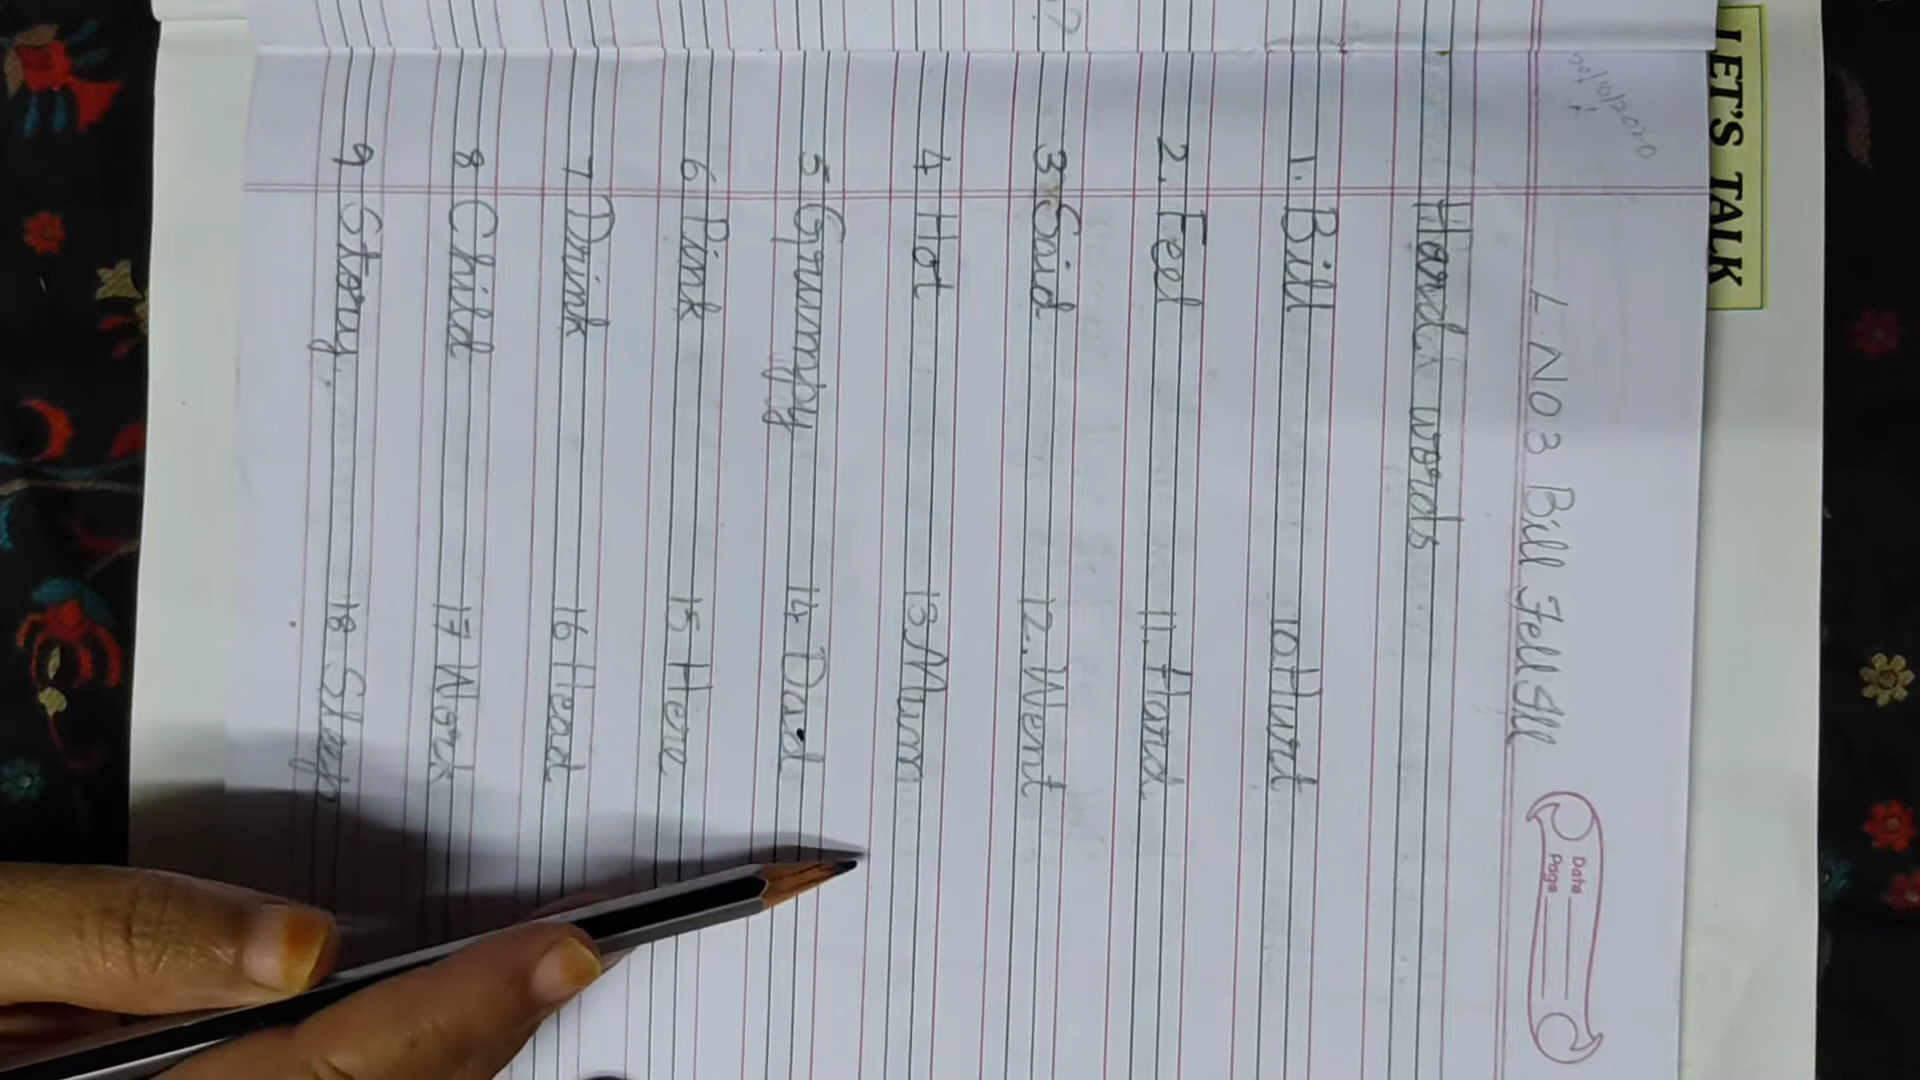 LET'S TALK
L. No 3 Bill Fell Ill
Date
Page
Hard words
1. Bill 10 Hurt
2. Feel 11. Hard
3 Said 12. Went
4 Hot 13 Mum
5 Grumpy 14 Dad
6 Pink 15 Here
7 Drink 16 Head
8 Child 17 Work
9 Story 18 Sleep